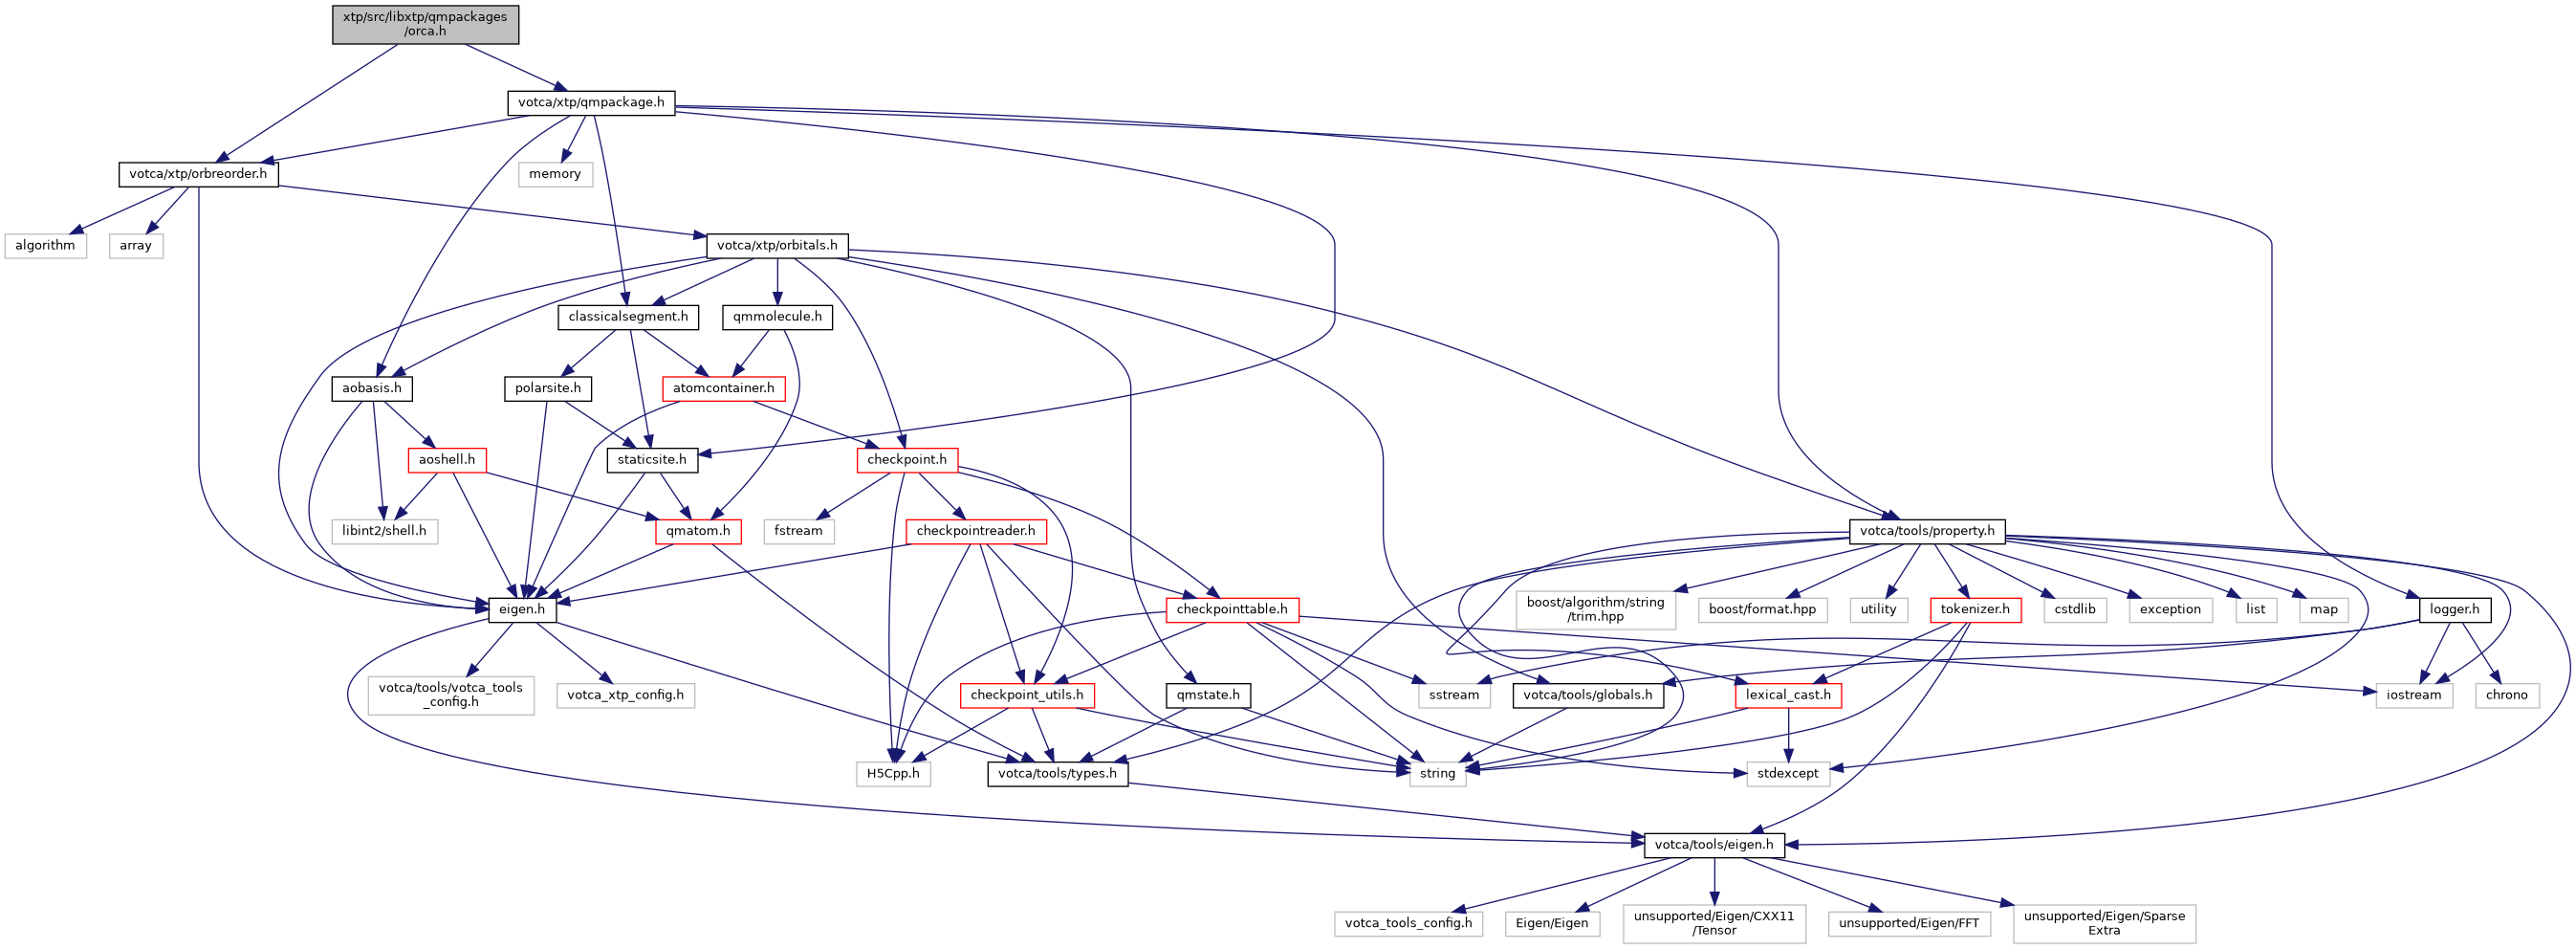 xtp/src/libxtp/qmpackages
/orca.h
votca/xtp/qmpackage.h
votca/xtp/orbreorder.h
memory
algorithm
array
votca/xtp/orbitals.h
classicalsegment.h
qmmolecule.h
aobasis.h
polarsite.h
atomcontainer.h
aoshell.h
staticsite.h
checkpoint.h
libint2/shell.h
qmatom.h
fstream
checkpointreader.h
votca/tools/property.h
eigen.h
checkpointtable.h
boost/algorithm/string
/trim.hpp
boost/format.hpp
utility
tokenizer.h
cstdlib
exception
list
map
logger.h
votca/tools/votca_tools
_config.h
votca_xtp_config.h
checkpoint_utils.h
qmstate.h
sstream
votca/tools/globals.h
lexical_cast.h
iostream
chrono
H5Cpp.h
votca/tools/types.h
string
stdexcept
votca/tools/eigen.h
votca_tools_config.h
Eigen/Eigen
unsupported/Eigen/CXX11
/Tensor
unsupported/Eigen/FFT
unsupported/Eigen/Sparse
Extra